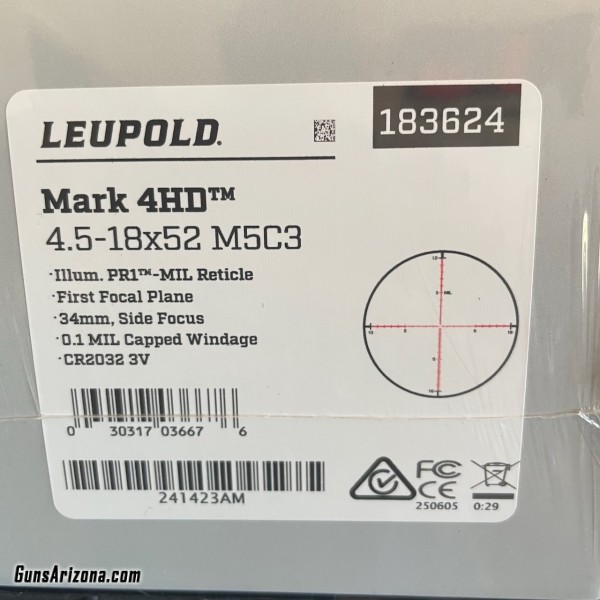 LEUPOLD.
183624
Mark 4HD™
4.5-18x52 M5C3
·Illum. PR1™-MIL Reticle
·First Focal Plane
·34mm, Side Focus
·0.1 MIL Capped Windage
·CR2032 3V
MIL
0 30317 03667 6
241423AM
FC
CE
250605 0:29
GunsArizona.com